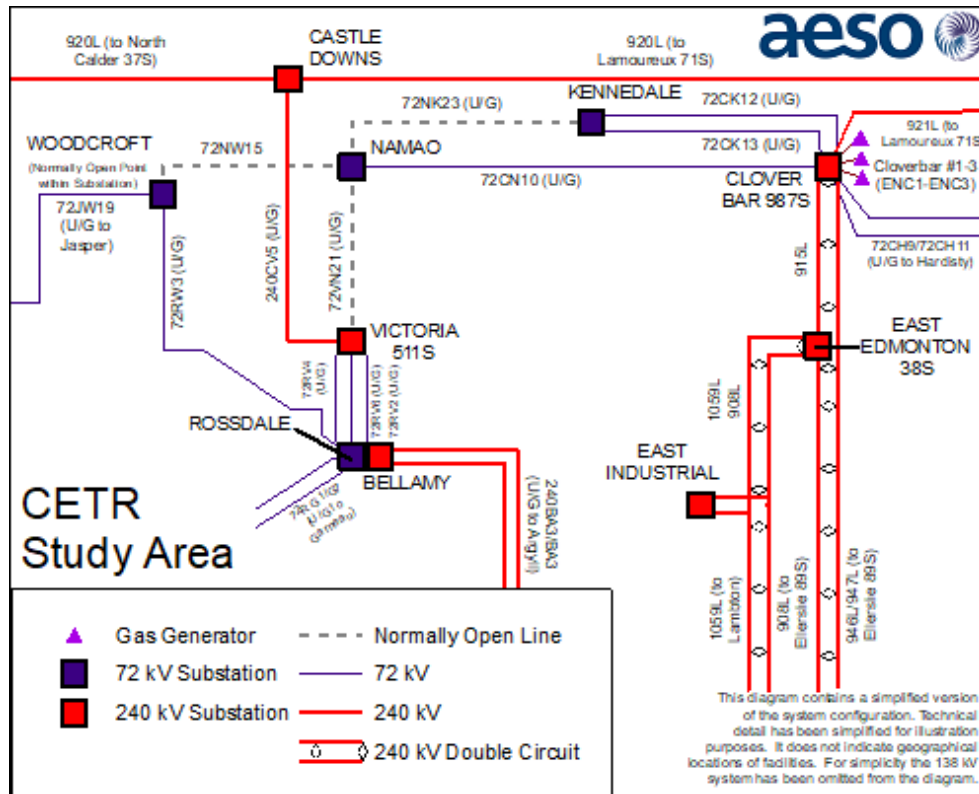 920L (to North
Calder 37S)
CASTLE
DOWNS
920L (to
Lamoureux 71S)
aeso
72NK23 (U/G)
KENNEDALE
72CK12 (U/G)
WOODCROFT
(Normally Open Point
within Substation)
72NW15
NAMAO
72CK13 (U/G)
921L (to
Lamoureux 71S
Cloverbar #1-3
(ENC1-ENC3)
72CN10 (U/G)
CLOVER
BAR 987S
72JW19
(U/G to
Jasper)
72RW3 (U/G)
240CV5 (U/G)
72VN21 (U/G)
915L
72CH9/72CH11
(U/G to Hardisty)
VICTORIA
511S
EAST
EDMONTON
38S
72RV4
(U/G)
72RV6 (U/G)
72RV2 (U/G)
1059L
908L
ROSSDALE
BELLAMY
EAST
INDUSTRIAL
(U/G to
240BA3/BA3
(U/G to Argyll)
CETR
Study Area
1059L (to
Lambton)
908L (to
Ellerslie 89S)
946L/947L (to
Ellerslie 89S)
Gas Generator
Normally Open Line
72 kV Substation
72 kV
240 kV Substation
240 kV
240 kV Double Circuit
This diagram contains a simplified version
of the system configuration. Technical
detail has been simplified for illustration
purposes. It does not indicate geographical
locations of facilities. For simplicity the 138 kV
system has been omitted from the diagram.